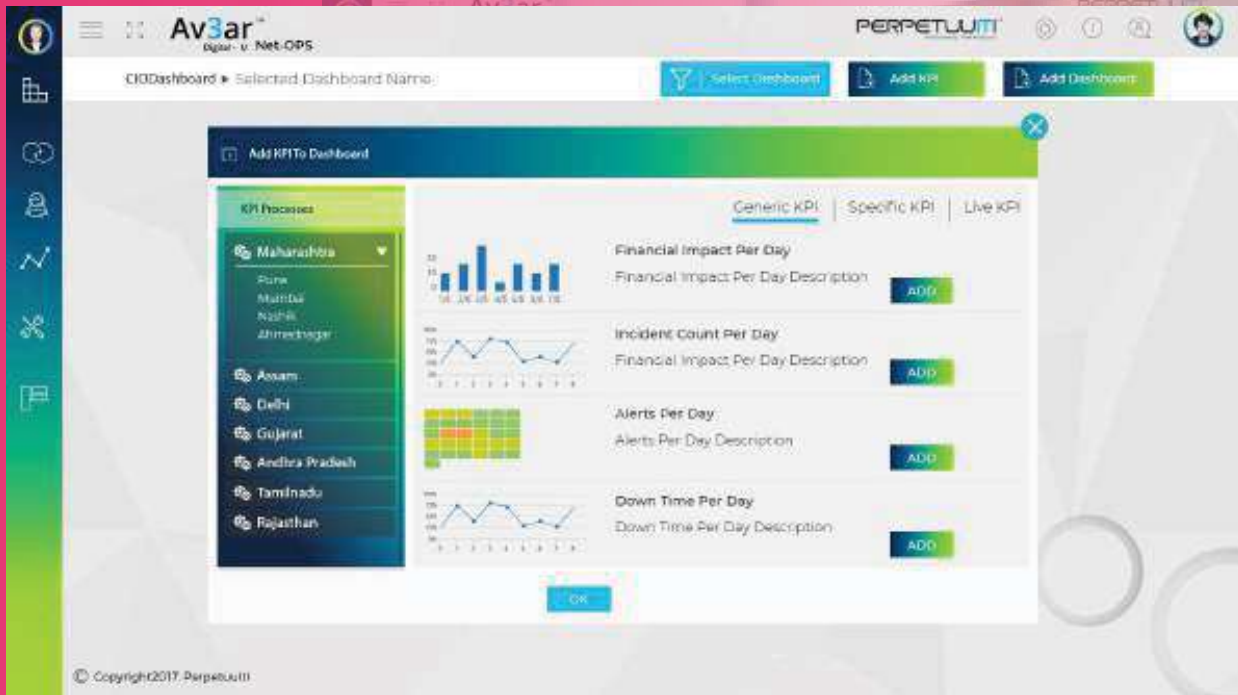 Av3ar
Net-OPS
PERPETUUITI
CIODashboard ▸ Selected Dashboard Name
Select Dashboard
Add KPI
Add Dashboard
Add KPI To Dashboard
KPI Processes
Generic KPI | Specific KPI | Live KPI
Maharashtra
Pune
Mumbai
Nashik
Ahmednagar
Assam
Delhi
Gujarat
Andhra Pradesh
Tamilnadu
Rajasthan
Financial Impact Per Day
Financial Impact Per Day Description
ADD
Incident Count Per Day
Financial Impact Per Day Description
ADD
Alerts Per Day
Alerts Per Day Description
ADD
Down Time Per Day
Down Time Per Day Description
ADD
OK
© Copyright2017 Perpetuuiti